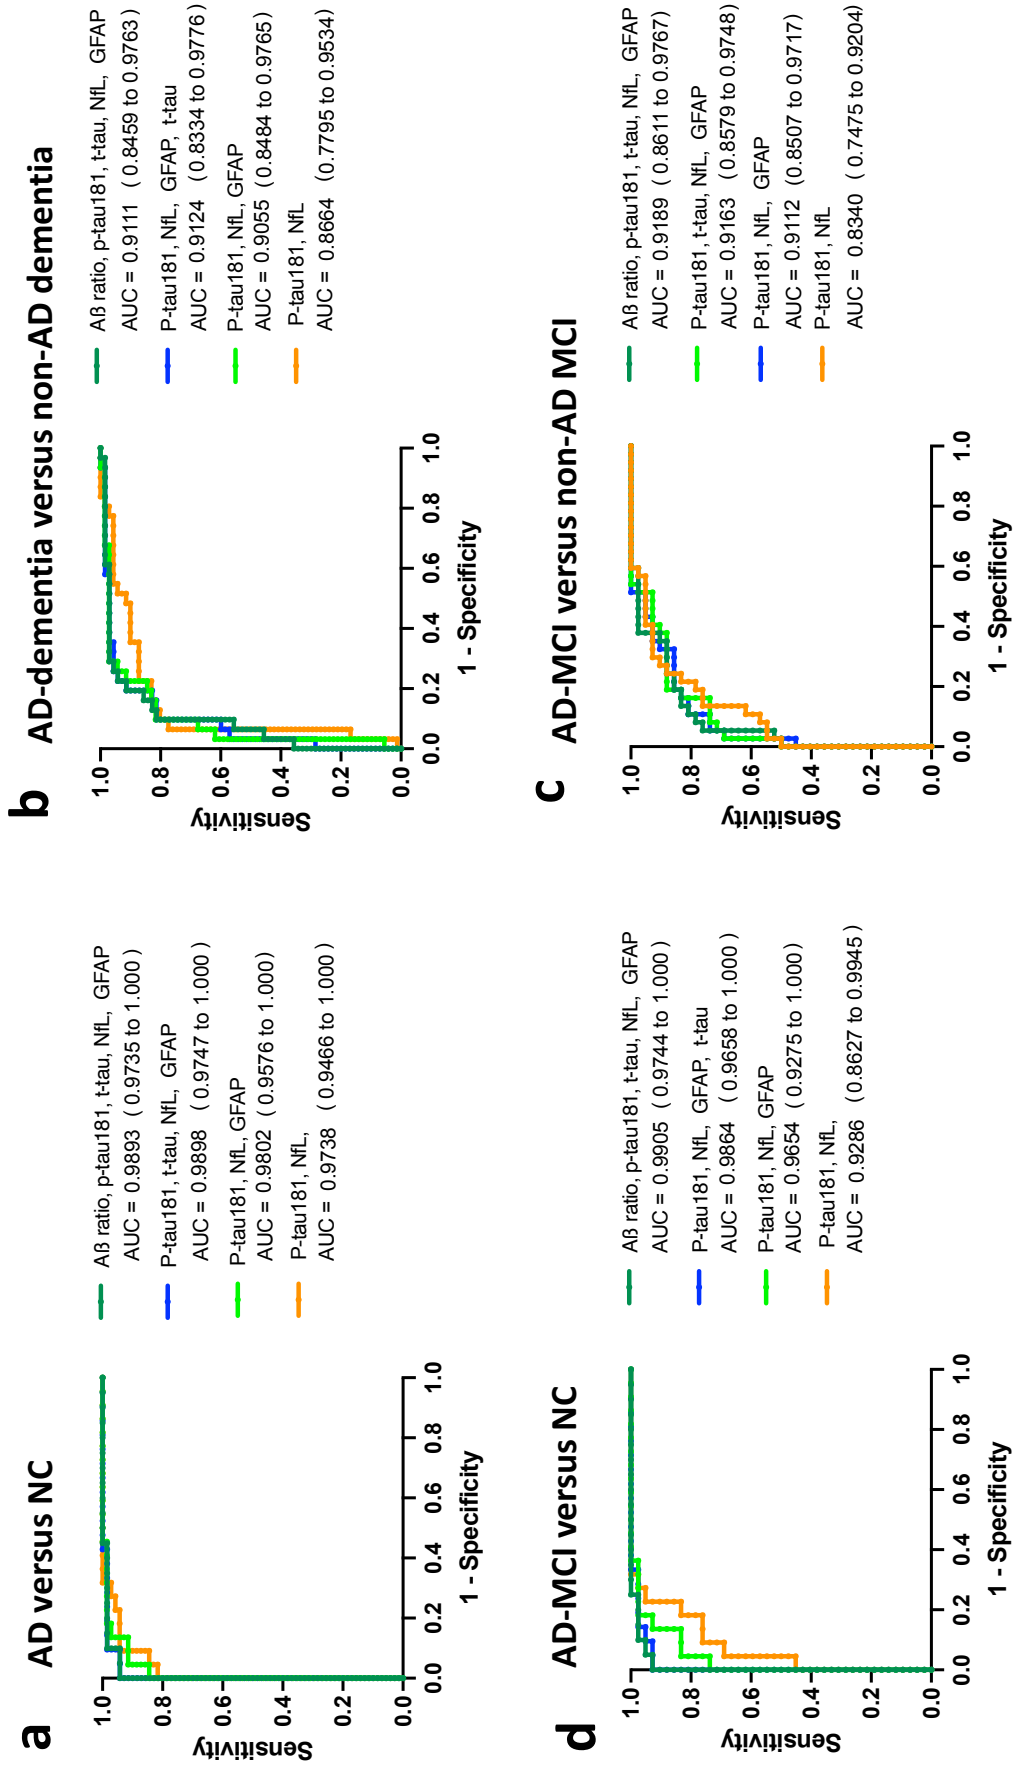 a
AD versus NC
Sensitivity
1.0
0.8
0.6
0.4
0.2
0.0
0.0 0.2 0.4 0.6 0.8 1.0
1 - Specificity
Aß ratio, p-tau181, t-tau, NfL, GFAP
AUC = 0.9893 ( 0.9735 to 1.000 )
P-tau181, t-tau, NfL, GFAP
AUC = 0.9898 ( 0.9747 to 1.000 )
P-tau181, NfL, GFAP
AUC = 0.9802 ( 0.9576 to 1.000)
P-tau181, NfL,
AUC = 0.9738 ( 0.9466 to 1.000 )
b
AD-dementia versus non-AD dementia
Sensitivity
1.0
0.8
0.6
0.4
0.2
0.0
0.0 0.2 0.4 0.6 0.8 1.0
1 - Specificity
Aß ratio, p-tau181, t-tau, NfL, GFAP
AUC = 0.9111 ( 0.8459 to 0.9763)
P-tau181, NfL, GFAP, t-tau
AUC = 0.9124 (0.8334 to 0.9776)
P-tau181, NfL, GFAP
AUC = 0.9055 (0.8484 to 0.9765)
P-tau181, NfL
AUC = 0.8664 (0.7795 to 0.9534)
d
AD-MCI versus NC
Sensitivity
1.0
0.8
0.6
0.4
0.2
0.0
0.0 0.2 0.4 0.6 0.8 1.0
1 - Specificity
Aß ratio, p-tau181, t-tau, NfL, GFAP
AUC = 0.9905 ( 0.9744 to 1.000 )
P-tau181, NfL, GFAP, t-tau
AUC = 0.9864 ( 0.9658 to 1.000 )
P-tau181, NfL, GFAP
AUC = 0.9654 ( 0.9275 to 1.000)
P-tau181, NfL,
AUC = 0.9286 ( 0.8627 to 0.9945 )
c
AD-MCI versus non-AD MCI
Sensitivity
1.0
0.8
0.6
0.4
0.2
0.0
0.0 0.2 0.4 0.6 0.8 1.0
1 - Specificity
Aß ratio, p-tau181, t-tau, NfL, GFAP
AUC = 0.9189 ( 0.8611 to 0.9767)
P-tau181, t-tau, NfL, GFAP
AUC = 0.9163 (0.8579 to 0.9748)
P-tau181, NfL, GFAP
AUC = 0.9112 (0.8507 to 0.9717)
P-tau181, NfL
AUC = 0.8340 ( 0.7475 to 0.9204)